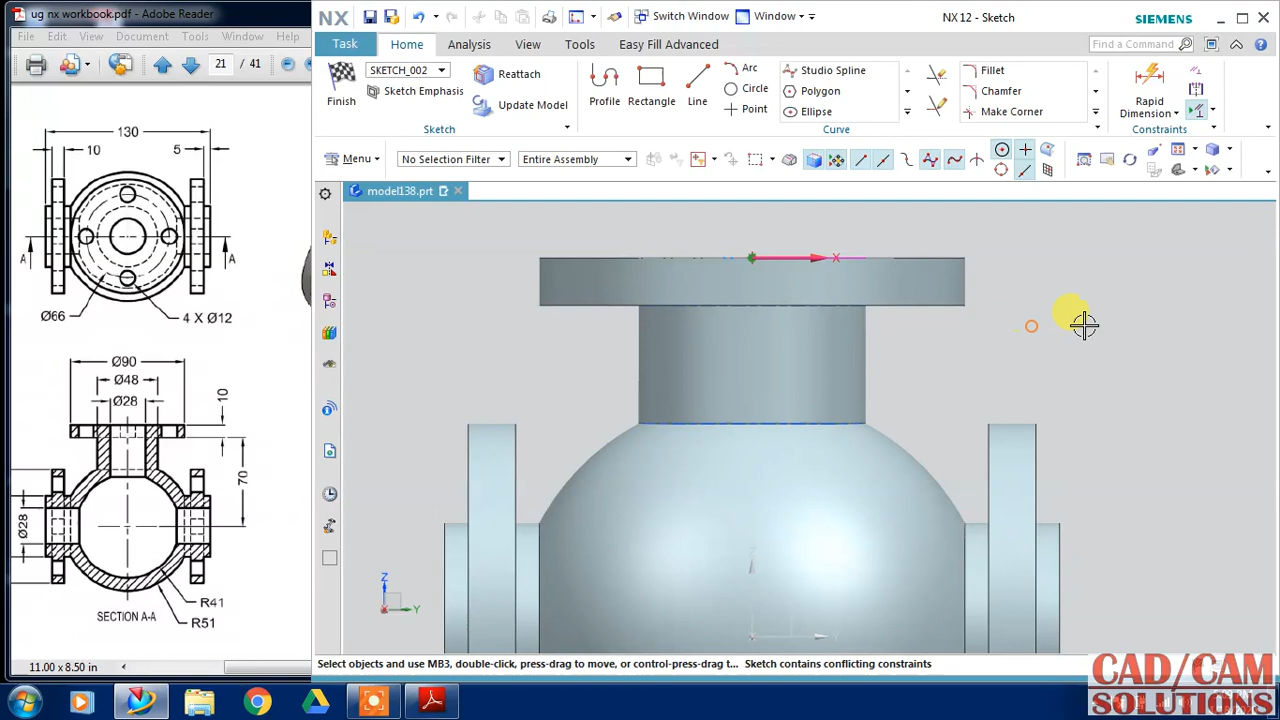 ug nx workbook.pdf - Adobe Reader
File Edit View Document Tools Window Help
21 / 41
130
10
5
A
A
Ø66
4 X Ø12
Ø90
Ø48
Ø28
10
70
Ø28
R41
R51
SECTION A-A
11.00 x 8.50 in
NX
Switch Window
Window
NX 12 - Sketch
SIEMENS
Task
Home
Analysis
View
Tools
Easy Fill Advanced
Find a Command
Finish
SKETCH_002
Sketch Emphasis
Reattach
Update Model
Sketch
Profile
Rectangle
Line
Arc
Circle
Point
Studio Spline
Polygon
Ellipse
Curve
Fillet
Chamfer
Make Corner
Rapid
Dimension
Constraints
Menu
No Selection Filter
Entire Assembly
model138.prt
X
Z
Y
Z
Y
Select objects and use MB3, double-click, press-drag to move, or control-press-drag t...
Sketch contains conflicting constraints
CAD/CAM
SOLUTIONS